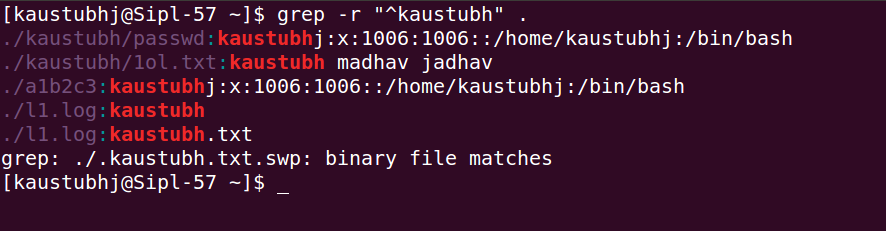 [kaustubhj@Sipl-57 ~]$ grep -r "^kaustubh" .
./kaustubh/passwd:kaustubhj:x:1006:1006::/home/kaustubhj:/bin/bash
./kaustubh/1ol.txt:kaustubh madhav jadhav
./a1b2c3:kaustubhj:x:1006:1006::/home/kaustubhj:/bin/bash
./l1.log:kaustubh
./l1.log:kaustubh.txt
grep: ./.kaustubh.txt.swp: binary file matches
[kaustubhj@Sipl-57 ~]$ _